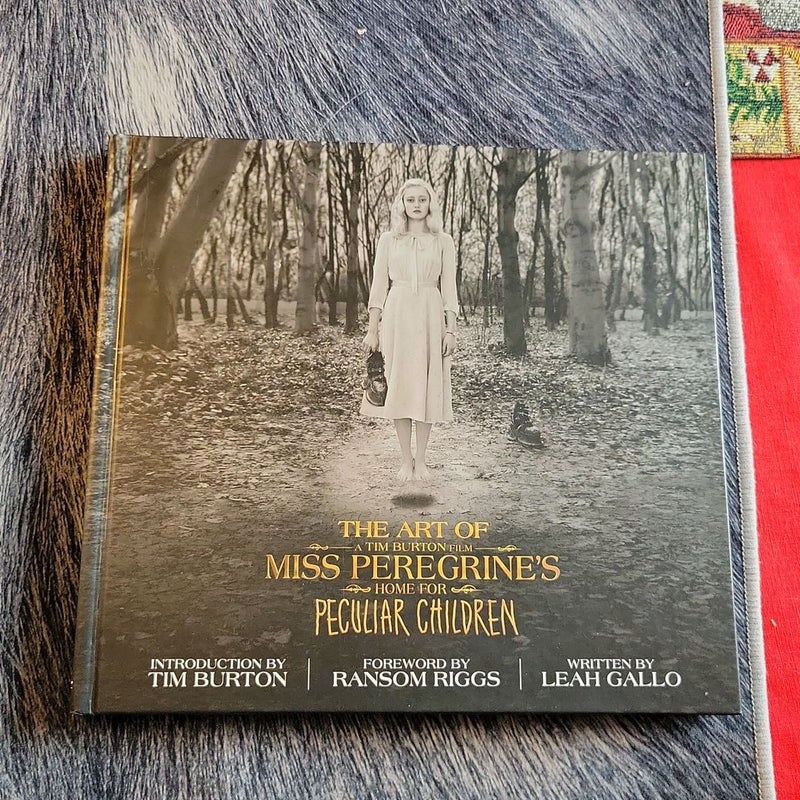 THE ART OF
A TIM BURTON FILM
MISS PEREGRINE'S
HOME FOR
PECULIAR CHILDREN
INTRODUCTION BY
TIM BURTON
FOREWORD BY
RANSOM RIGGS
WRITTEN BY
LEAH GALLO